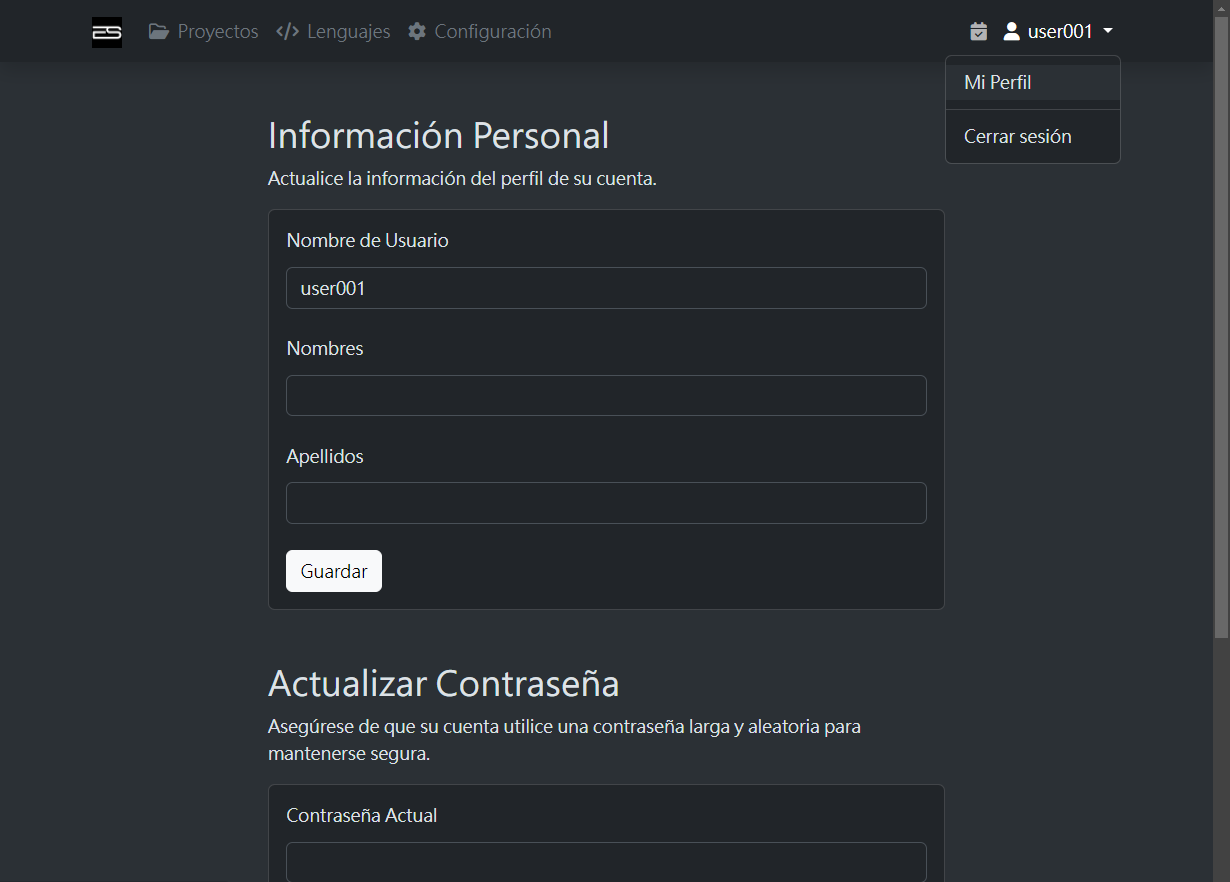 ES Proyectos </> Lenguajes Configuración user001
Mi Perfil
Cerrar sesión
Información Personal
Actualice la información del perfil de su cuenta.
Nombre de Usuario
user001
Nombres
Apellidos
Guardar
Actualizar Contraseña
Asegúrese de que su cuenta utilice una contraseña larga y aleatoria para
mantenerse segura.
Contraseña Actual